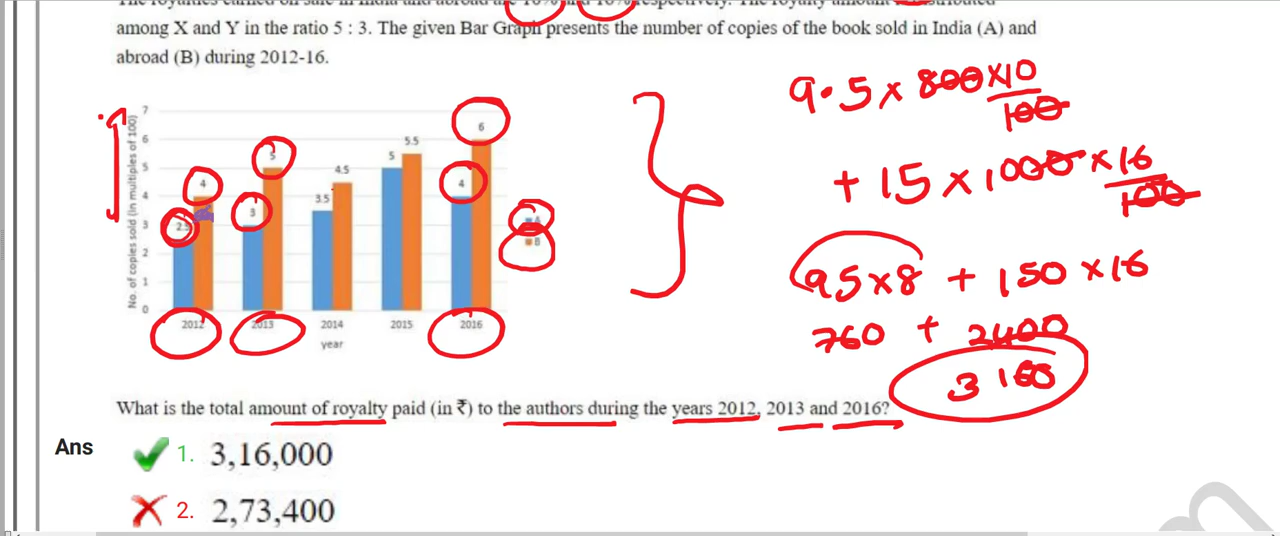 among X and Y in the ratio 5 : 3. The given Bar Graph presents the number of copies of the book sold in India (A) and
abroad (B) during 2012-16.
9.5 × 800 × 10
100
+ 15 × 1000 × 16
100
95 × 8 + 150 × 16
760 + 2400
3160
No. of copies sold (in multiples of 100)
7
6
5
4
3
2
1
0
2.5
4
3
5
3.5
4.5
5
5.5
4
6
A
B
2012 2013 2014 2015 2016
year
What is the total amount of royalty paid (in ₹) to the authors during the years 2012, 2013 and 2016?
Ans
1. 3,16,000
2. 2,73,400